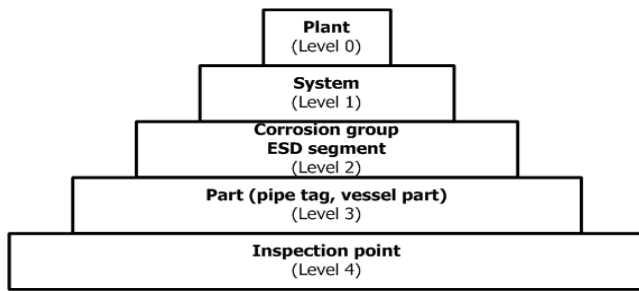 Plant
(Level 0)
System
(Level 1)
Corrosion group
ESD segment
(Level 2)
Part (pipe tag, vessel part)
(Level 3)
Inspection point
(Level 4)